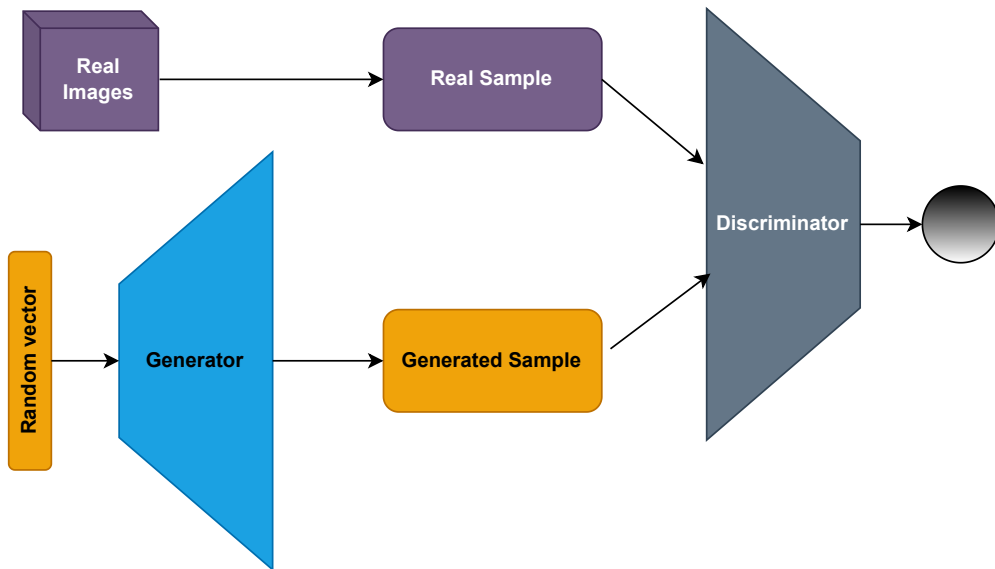 Real
Images
Real Sample
Discriminator
Random vector
Generator
Generated Sample